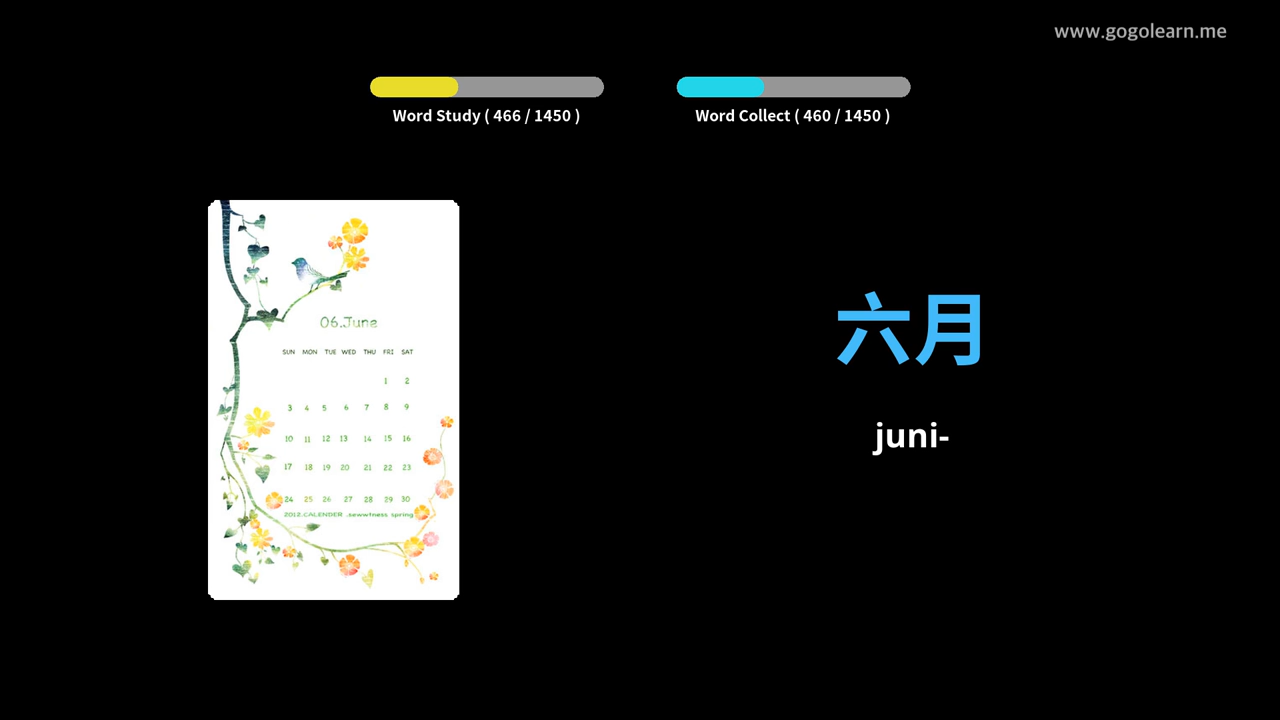 www.gogolearn.me
Word Study ( 466 / 1450 )
Word Collect ( 460 / 1450 )
06.June
SUN MON TUE WED THU FRI SAT
1 2
3 4 5 6 7 8 9
10 11 12 13 14 15 16
17 18 19 20 21 22 23
24 25 26 27 28 29 30
2012.CALENDER .sewwtness spring
六月
juni-